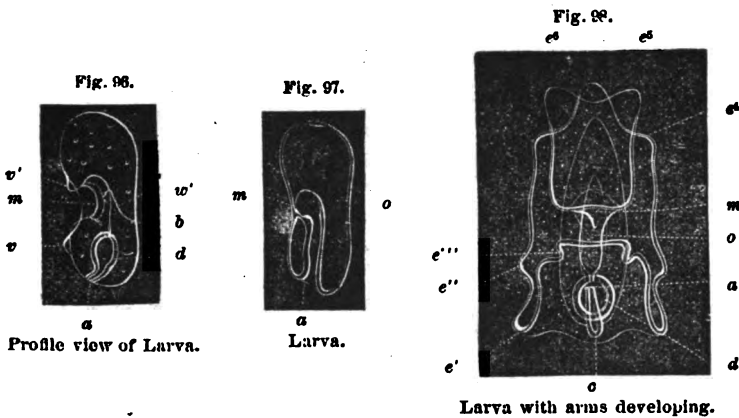 Fig. 96.
v'
m
v
w'
b
d
a
Profile view of Larva.
Fig. 97.
m
o
a
Larva.
Fig. 98.
e⁶
e⁵
e⁴
m
o
a
d
e'''
e''
e'
c
Larva with arms developing.